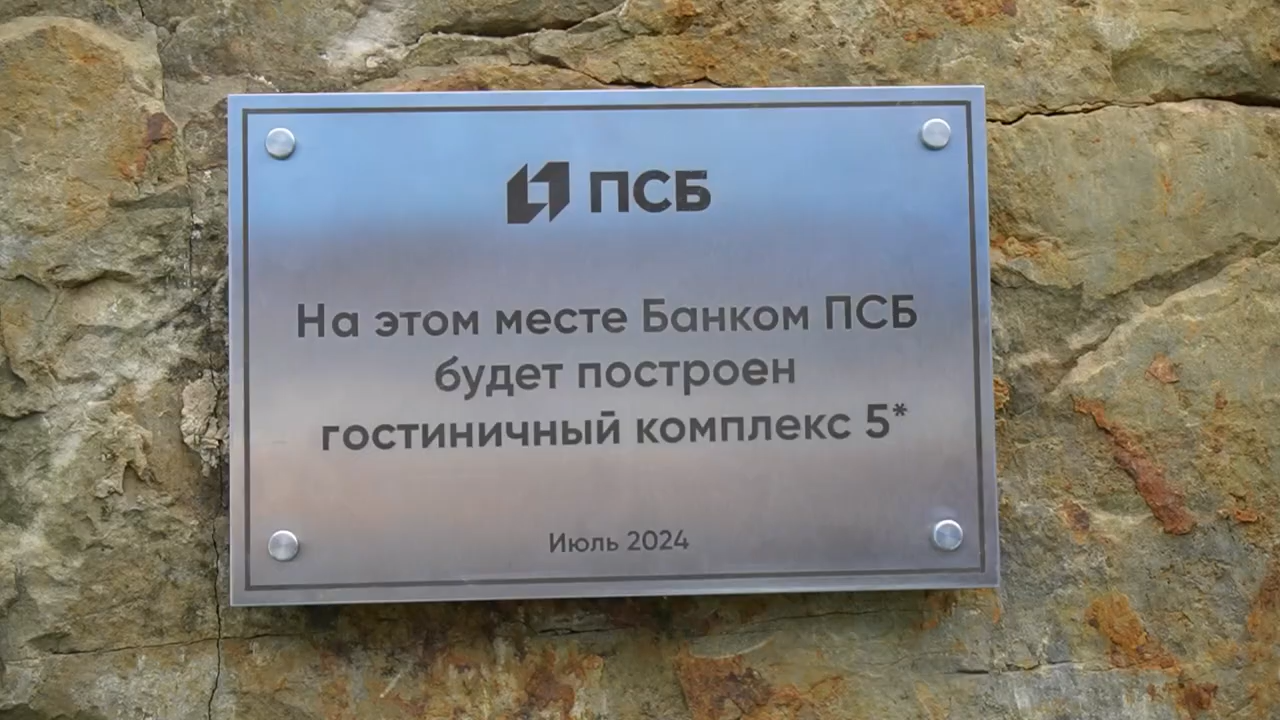 ПСБ
На этом месте Банком ПСБ
будет построен
гостиничный комплекс 5*
Июль 2024